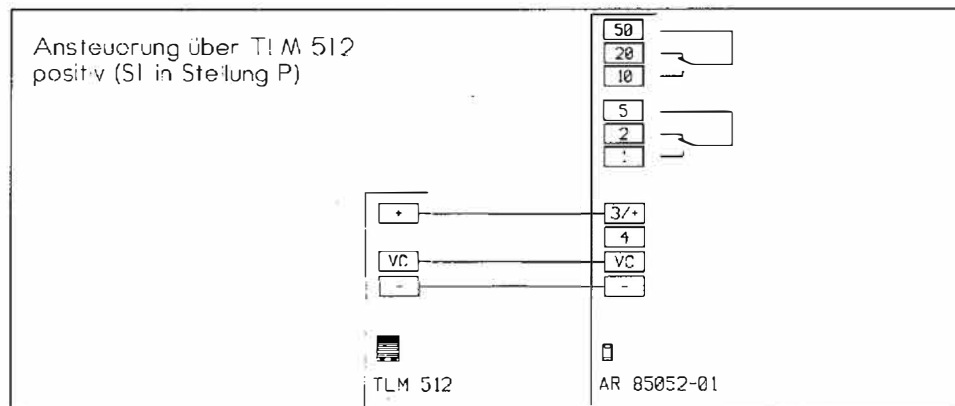 Ansteuerung über TLM 512
positiv (S1 in Stellung P)
50
20
10
5
2
1
+ 3/+
4
VC VC
- -
TLM 512 AR 85052-01